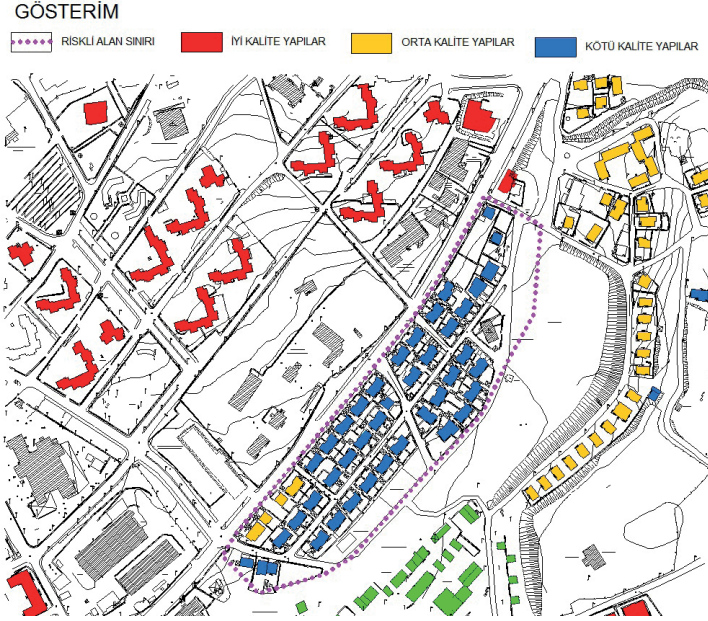 GÖSTERİM
RİSKLİ ALAN SINIRI
İYİ KALİTE YAPILAR
ORTA KALİTE YAPILAR
KÖTÜ KALİTE YAPILAR